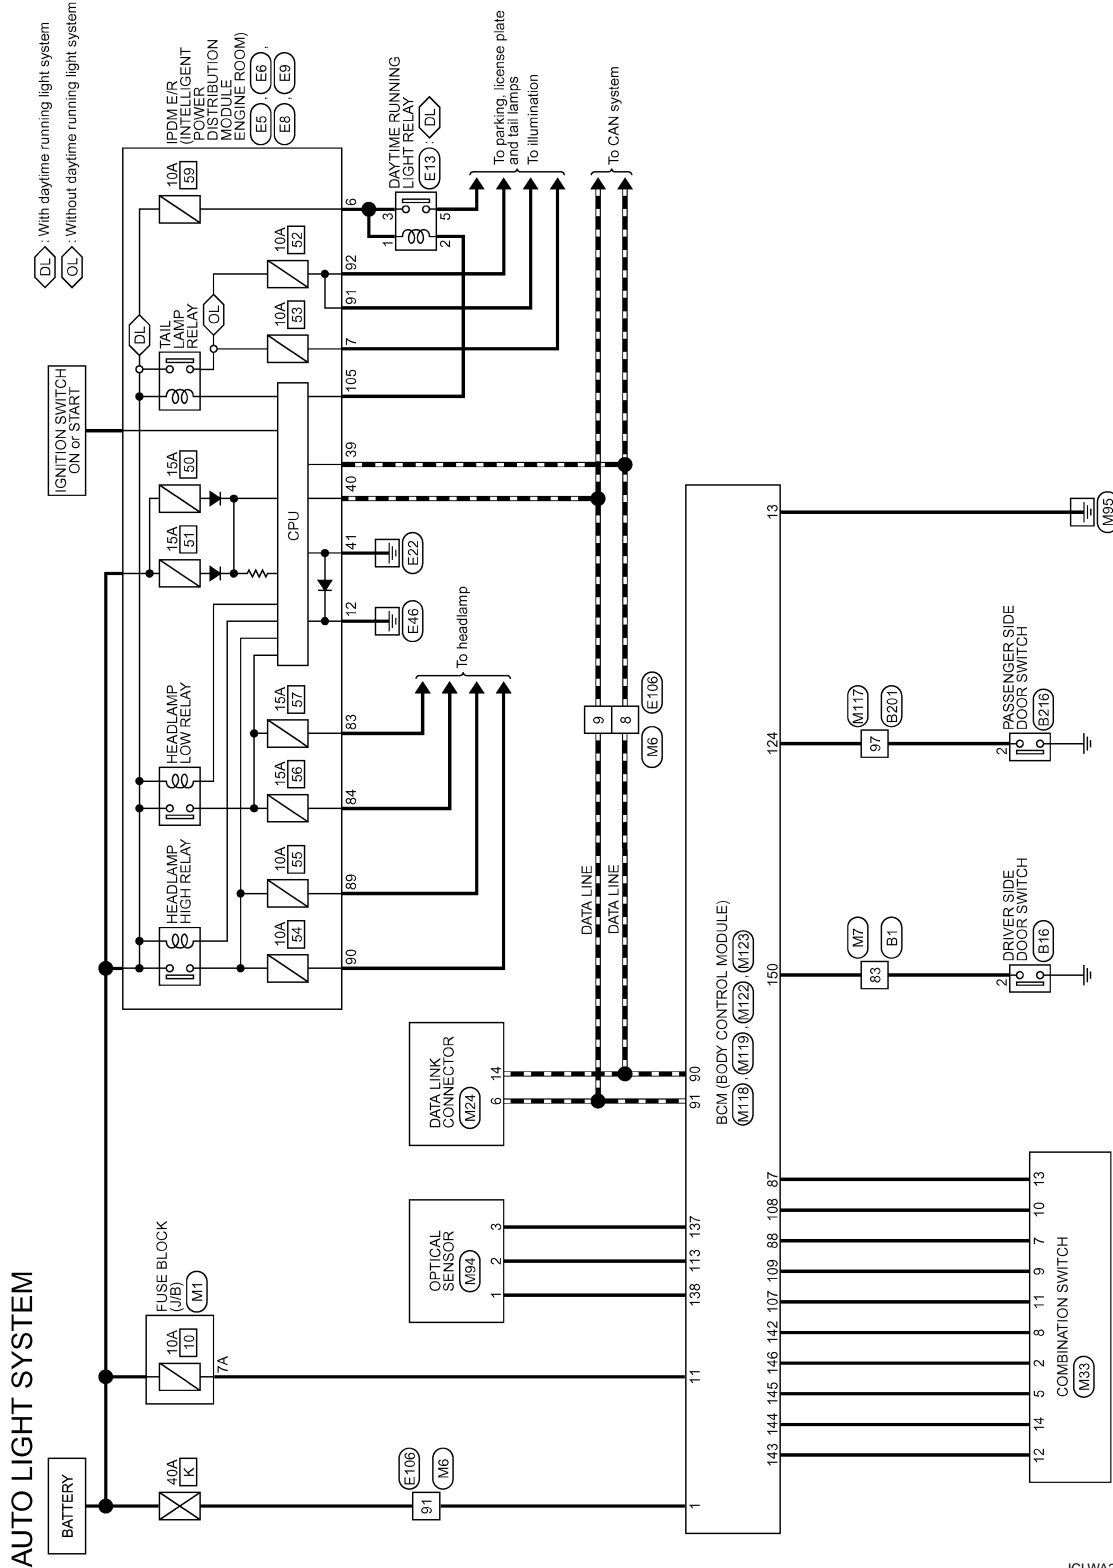 AUTO LIGHT SYSTEM
BATTERY
40A
K
E106
91
M6
1
FUSE BLOCK
(J/B)
M1
10A
10
7A
11
OPTICAL
SENSOR
M94
1
2
3
138
113
137
DATA LINK
CONNECTOR
M24
6
14
91
90
BCM (BODY CONTROL MODULE)
M118 , M119 , M122 , M123
143
144
145
146
142
107
109
88
108
87
12
14
5
2
8
11
9
7
10
13
COMBINATION SWITCH
M33
150
83
M7
B1
2
DRIVER SIDE
DOOR SWITCH
B16
124
97
M117
B201
2
PASSENGER SIDE
DOOR SWITCH
B216
13
M95
DATA LINE
DATA LINE
9
8
M6
E106
To CAN system
HEADLAMP
HIGH RELAY
HEADLAMP
LOW RELAY
10A
54
10A
55
15A
56
15A
57
90
89
84
83
To headlamp
15A
51
15A
50
IGNITION SWITCH
ON or START
CPU
12
41
40
39
105
E46
E22
TAIL
LAMP
RELAY
DL
OL
10A
53
10A
52
10A
59
7
91
92
6
IPDM E/R
(INTELLIGENT
POWER
DISTRIBUTION
MODULE
ENGINE ROOM)
E5 , E6 ,
E8 , E9
1
3
2
5
DAYTIME RUNNING
LIGHT RELAY
E13 : DL
To parking, license plate
and tail lamps
To illumination
DL : With daytime running light system
OL : Without daytime running light system